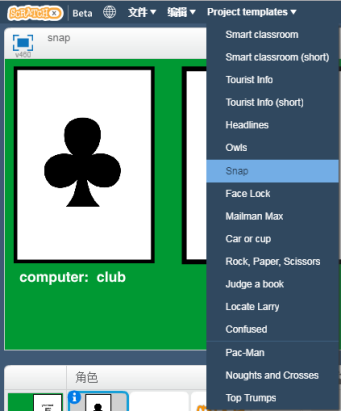 SCRATCHX Beta 文件▼ 编辑▼ Project templates▼
snap
v460
Smart classroom
Smart classroom (short)
Tourist Info
Tourist Info (short)
Headlines
Owls
Snap
Face Lock
Mailman Max
Car or cup
Rock, Paper, Scissors
Judge a book
Locate Larry
Confused
Pac-Man
Noughts and Crosses
Top Trumps
computer: club
角色